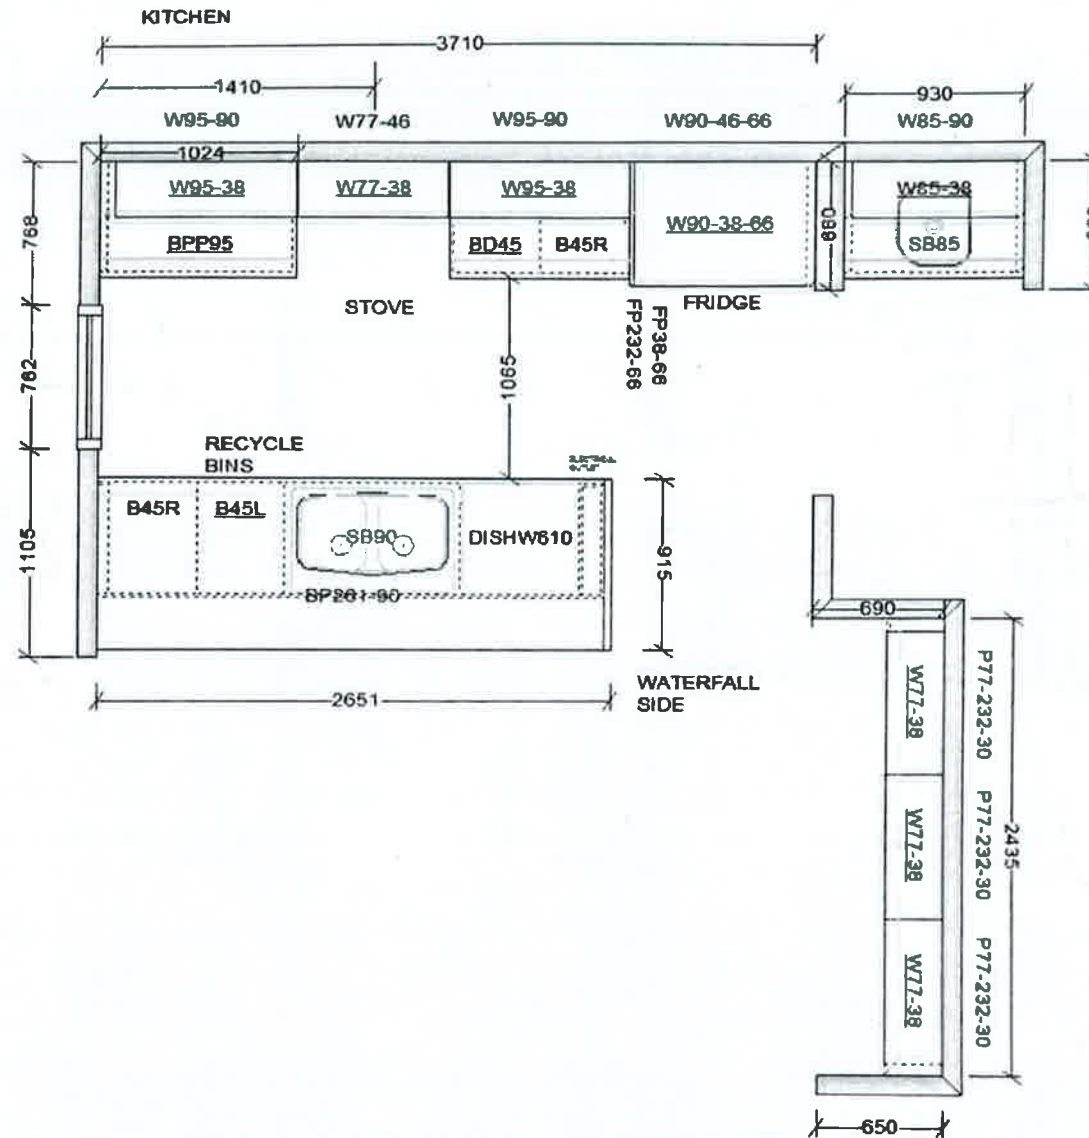 KITCHEN
3710
1410
930
W95-90
W77-46
W95-90
W90-46-66
W85-90
1024
W95-38
W77-38
W95-38
W90-38-66
W85-38
768
BPP95
BD45
B45R
880
SB85
STOVE
FRIDGE
FP38-66
FP232-66
762
1065
RECYCLE
BINS
B45R
B45L
SB90
DISHW610
1105
915
BP261-90
690
2651
WATERFALL
SIDE
W77-38
P77-232-30
W77-38
P77-232-30
2435
W77-38
P77-232-30
650